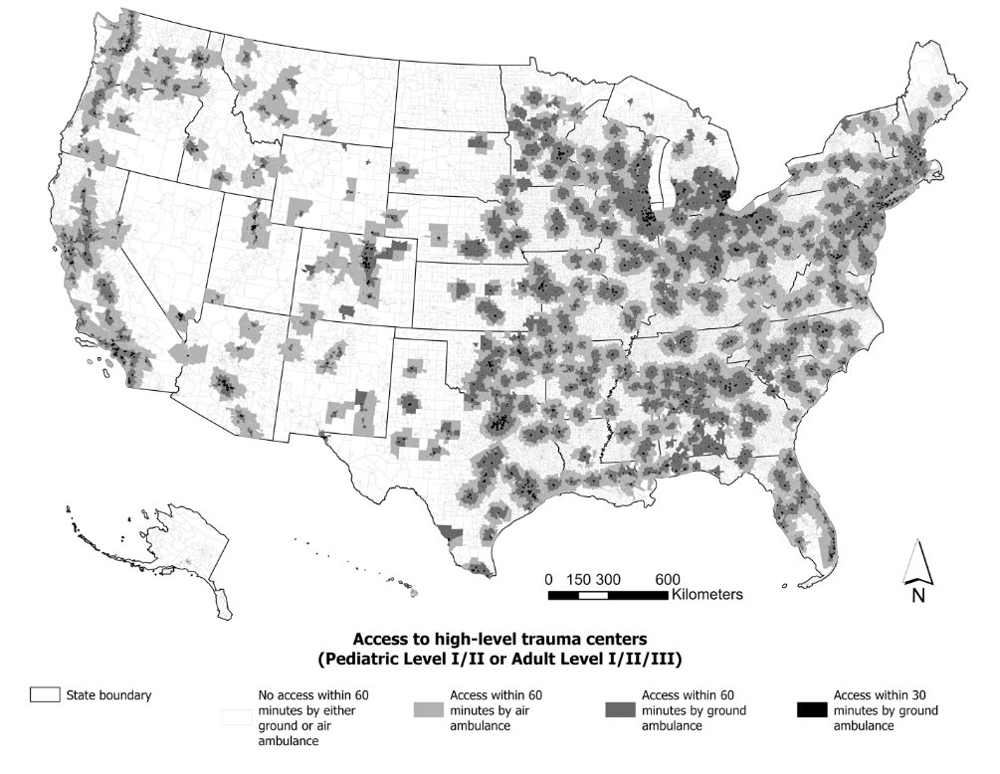 0 150 300 600
Kilometers
N
Access to high-level trauma centers
(Pediatric Level I/II or Adult Level I/II/III)
State boundary
No access within 60
minutes by either
ground or air
ambulance
Access within 60
minutes by air
ambulance
Access within 60
minutes by ground
ambulance
Access within 30
minutes by ground
ambulance